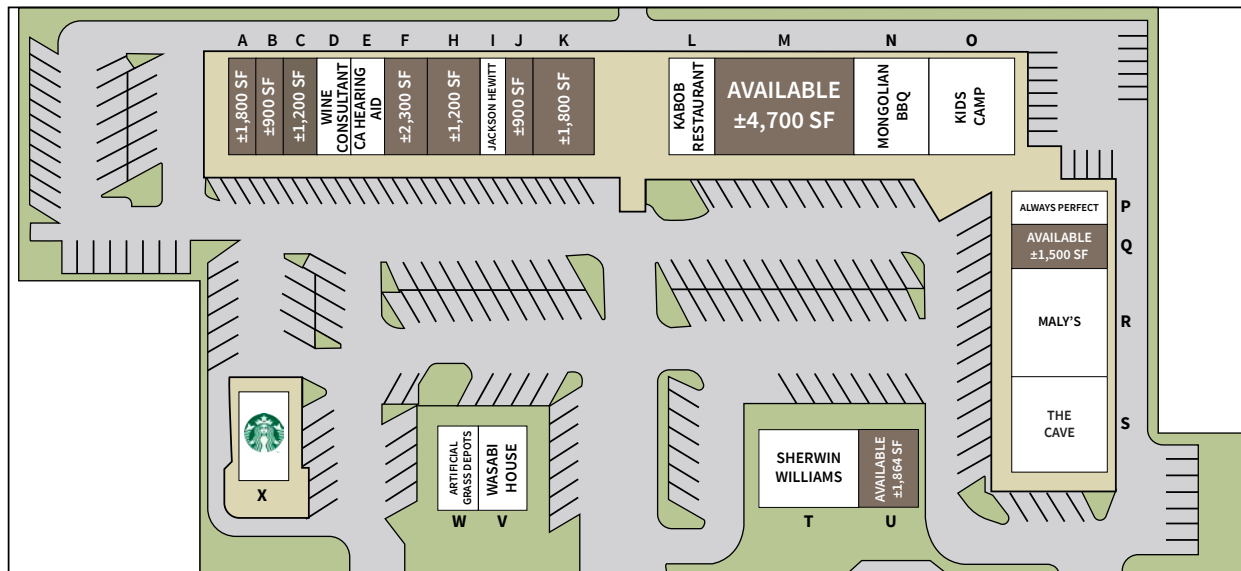 A B C D E F H I J K L M N O
±1,800 SF
±900 SF
±1,200 SF
WINE
CONSULTANT
CA HEARING
AID
±2,300 SF
±1,200 SF
JACKSON HEWITT
±900 SF
±1,800 SF
KABOB
RESTAURANT
AVAILABLE
±4,700 SF
MONGOLIAN
BBQ
KIDS
CAMP
ALWAYS PERFECT
P
AVAILABLE
±1,500 SF
Q
MALY'S
R
THE
CAVE
S
X
ARTIFICIAL
GRASS DEPOTS
WASABI
HOUSE
W V
SHERWIN
WILLIAMS
AVAILABLE
±1,864 SF
T U